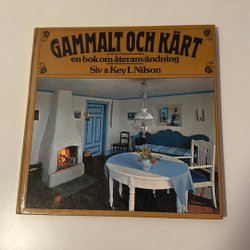 GAMMALT OCH KÄRT
en bok om återanvändning
Siv & Key L. Nilson